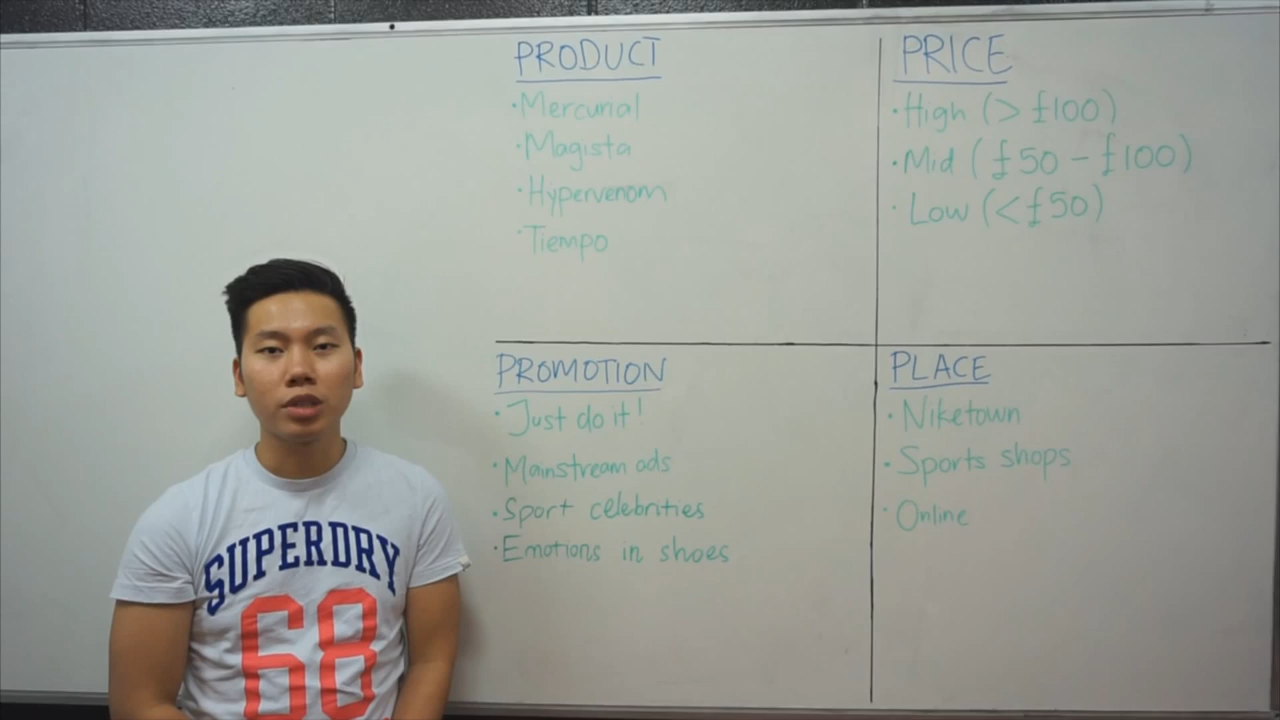 PRODUCT
·Mercurial
·Magista
·Hypervenom
·Tiempo
PRICE
·High (> £100)
·Mid (£50 - £100)
·Low (< £50)
PROMOTION
·Just do it!
·Mainstream ads
·Sport celebrities
·Emotions in shoes
PLACE
·Niketown
·Sports shops
·Online
SUPERDRY
68